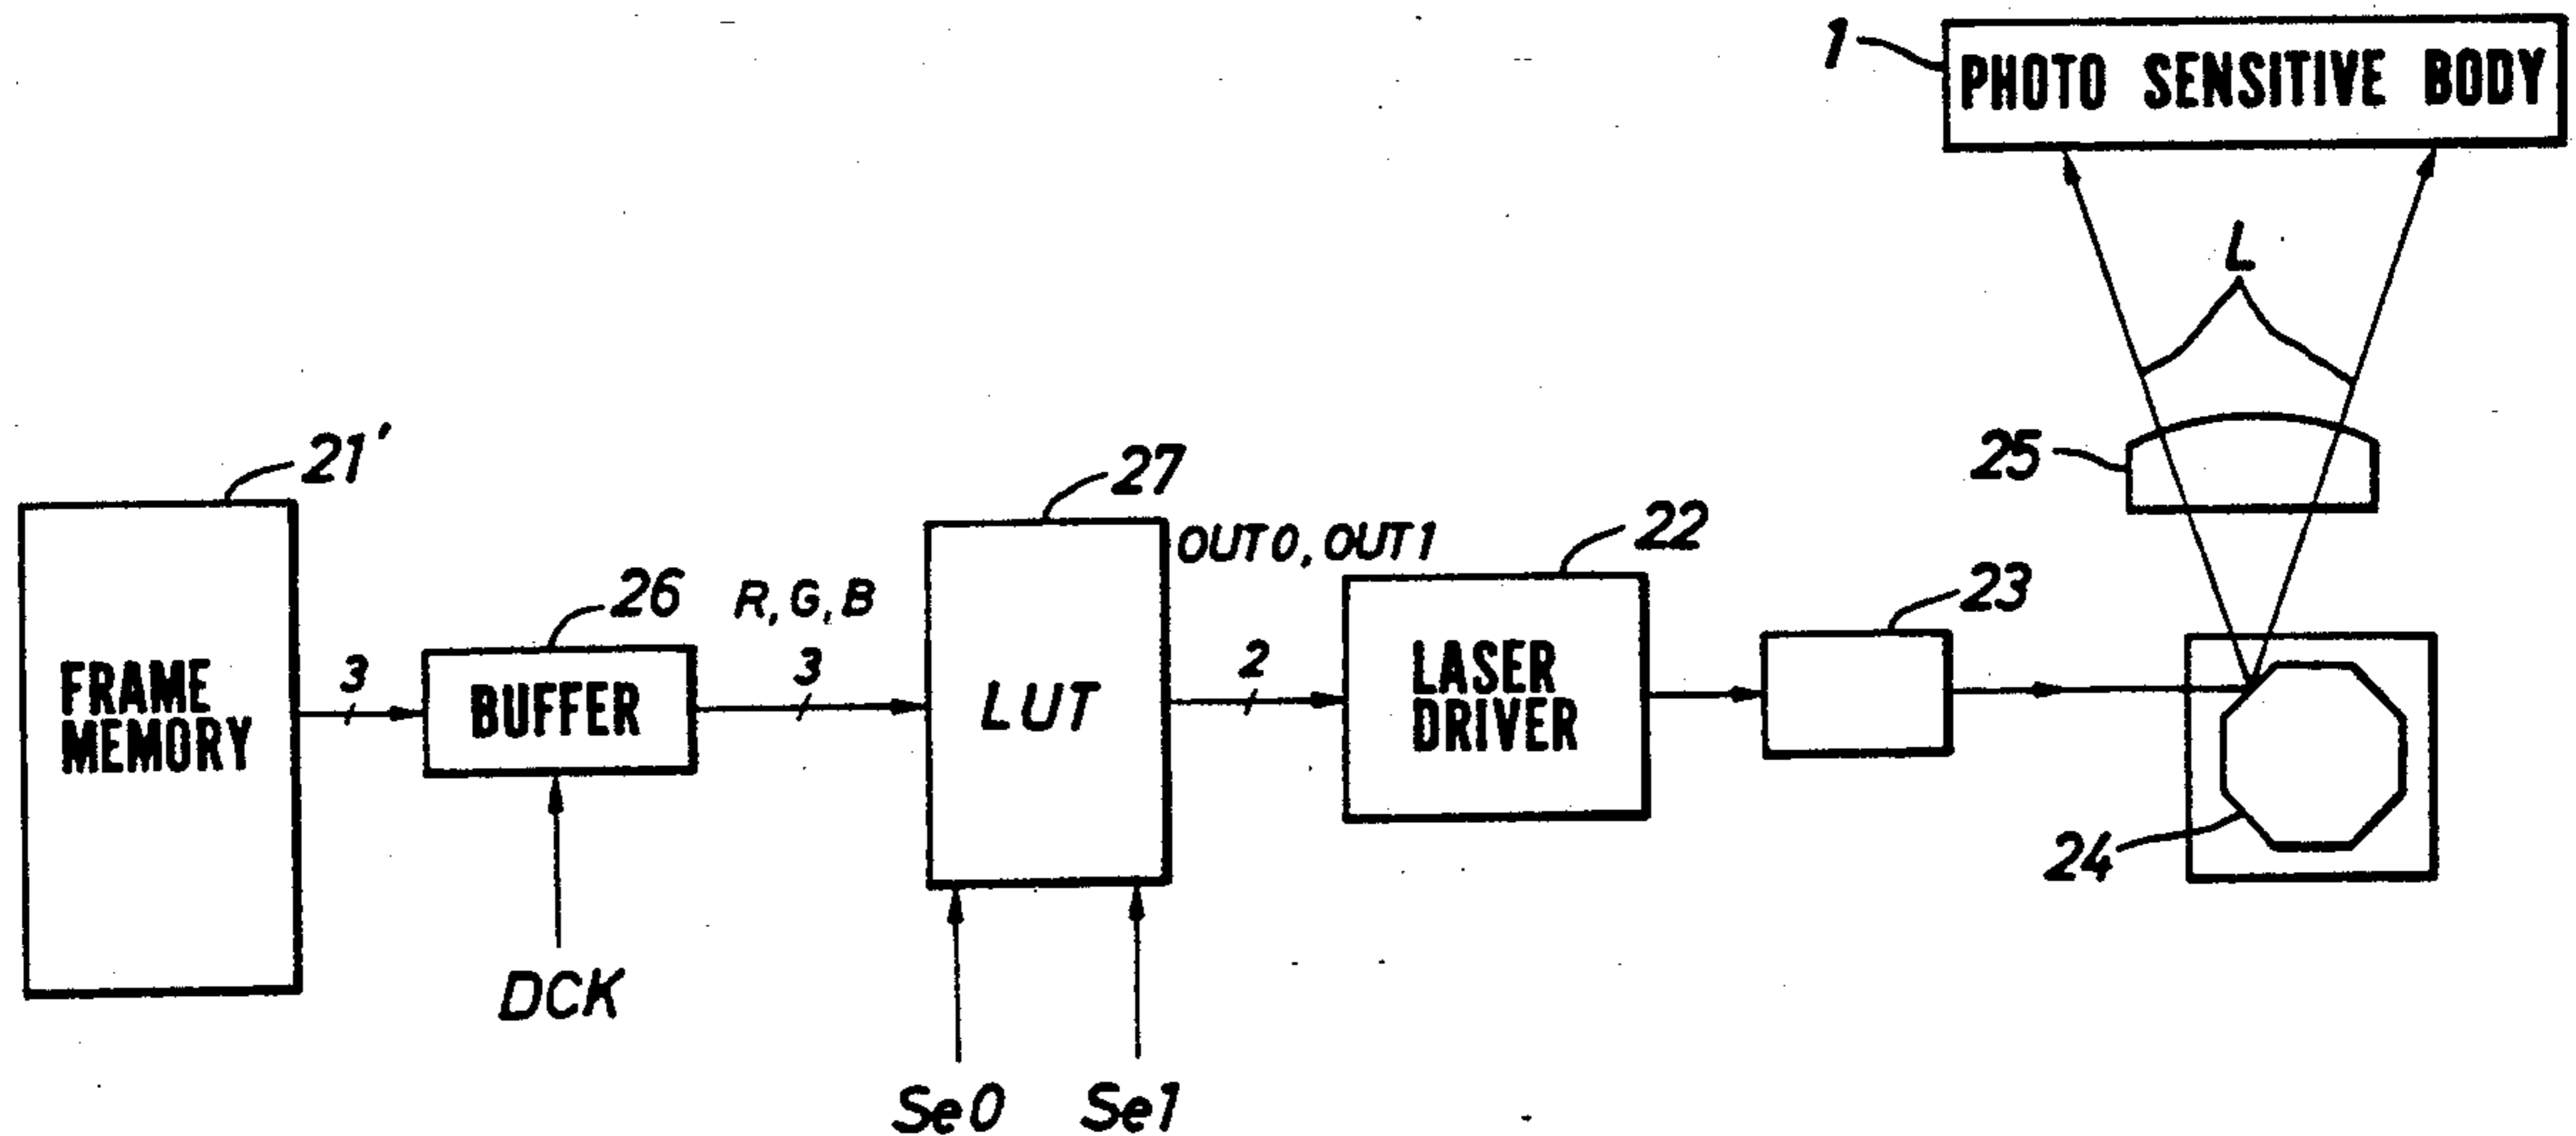 1
PHOTO SENSITIVE BODY
L
25
21'
27
OUT0, OUT1
22
26
R, G, B
23
3
3
2
FRAME
MEMORY
BUFFER
LUT
LASER
DRIVER
24
DCK
Se0
Se1